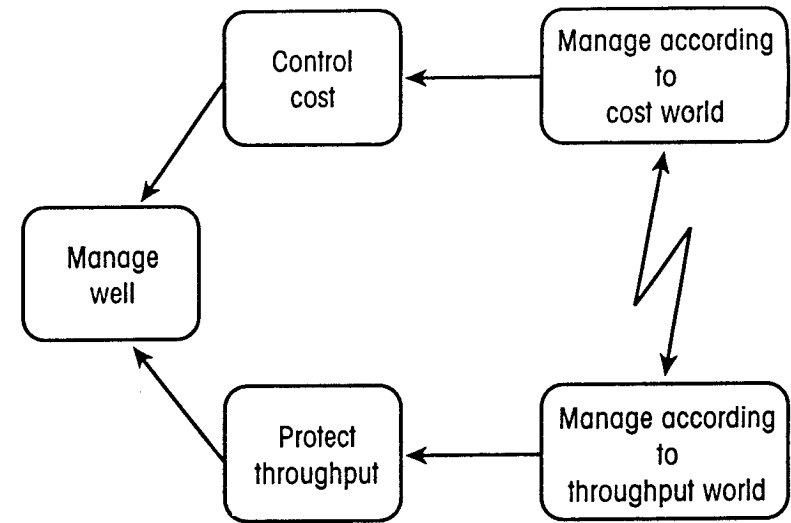 Control
cost
Manage according
to
cost world
Manage
well
Protect
throughput
Manage according
to
throughput world